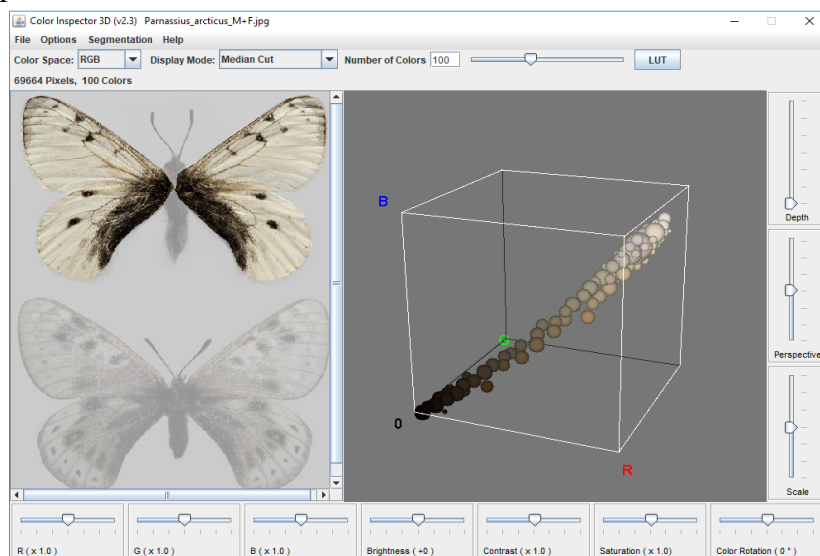 Color Inspector 3D (v2.3) Parnassius_arcticus_M+F.jpg
File Options Segmentation Help
Color Space: RGB Display Mode: Median Cut Number of Colors 100 LUT
69664 Pixels, 100 Colors
B
G
0
R
Depth
Perspective
Scale
R ( x 1.0 ) G ( x 1.0 ) B ( x 1.0 ) Brightness ( +0 ) Contrast ( x 1.0 ) Saturation ( x 1.0 ) Color Rotation ( 0 ° )